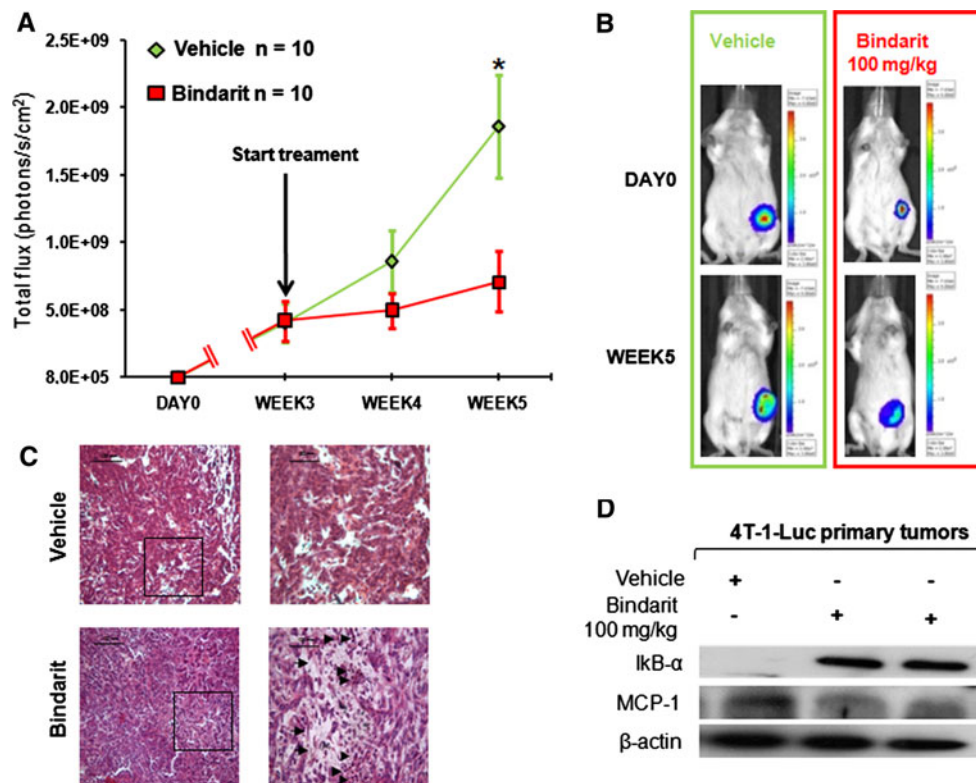 A
Total flux (photons/s/cm²)
2.5E+09
2.0E+09
1.5E+09
1.0E+09
5.0E+08
8.0E+05
Vehicle n = 10
Bindarit n = 10
*
Start treament
DAY0
WEEK3
WEEK4
WEEK5
B
Vehicle
Bindarit
100 mg/kg
DAY0
WEEK5
C
Vehicle
Bindarit
D
4T-1-Luc primary tumors
Vehicle + - -
Bindarit
100 mg/kg - + +
IkB-α
MCP-1
β-actin